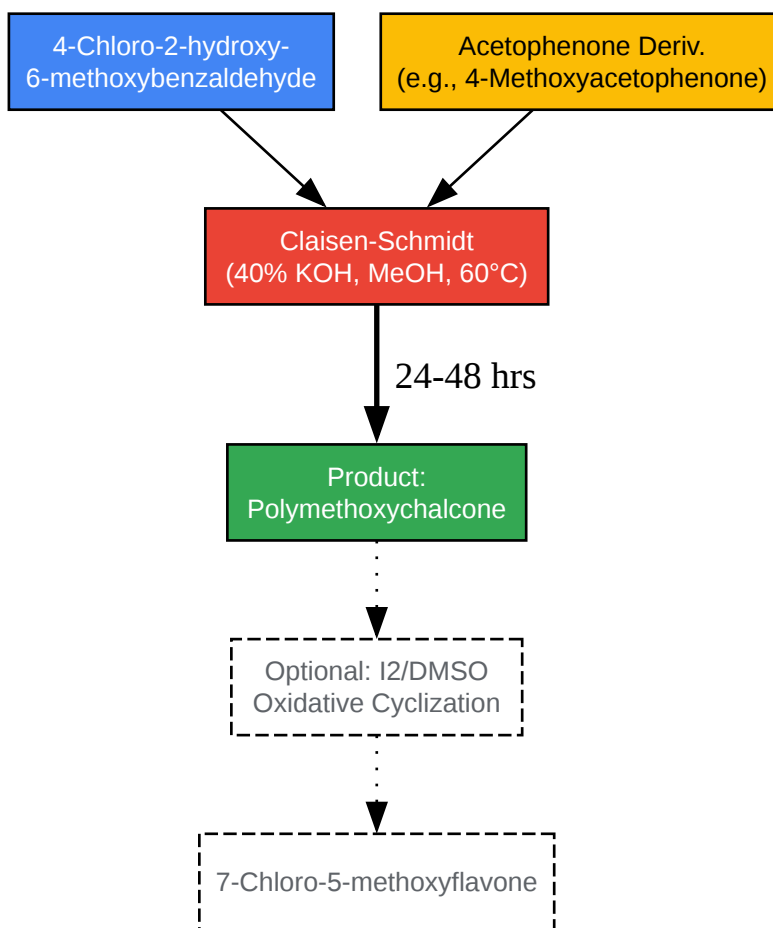 4-Chloro-2-hydroxy-
6-methoxybenzaldehyde
Acetophenone Deriv.
(e.g., 4-Methoxyacetophenone)
Claisen-Schmidt
(40% KOH, MeOH, 60°C)
24-48 hrs
Product:
Polymethoxychalcone
Optional: I2/DMSO
Oxidative Cyclization
7-Chloro-5-methoxyflavone